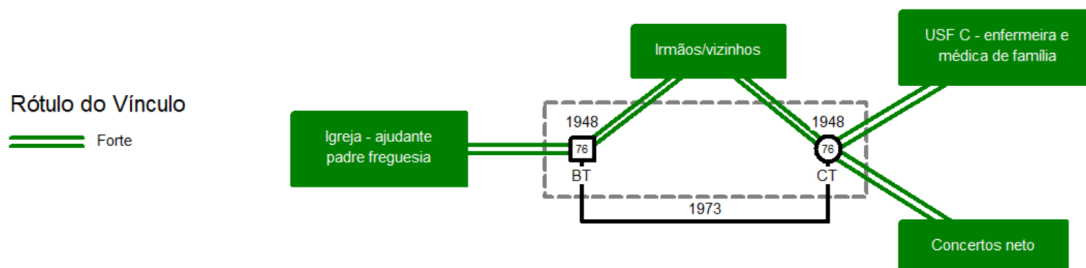 Rótulo do Vínculo
Forte
Igreja - ajudante
padre freguesia
Irmãos/vizinhos
USF C - enfermeira e
médica de família
1948
1948
76
76
BT
CT
1973
Concertos neto